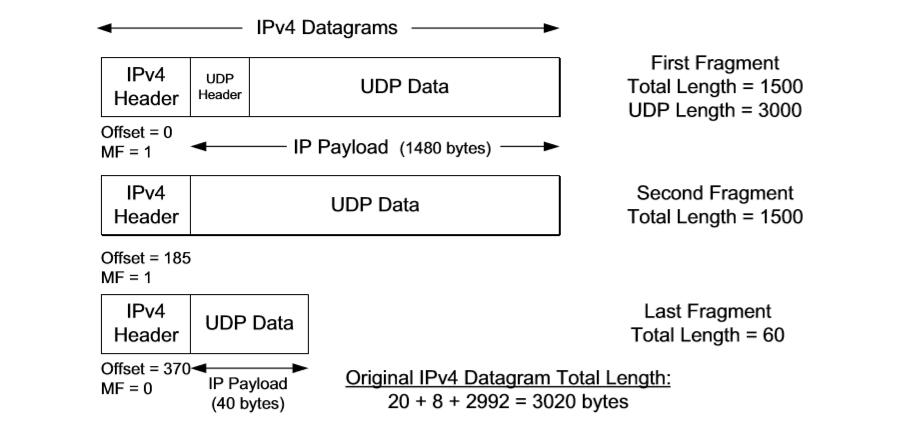 IPv4 Datagrams
IPv4
Header
UDP
Header
UDP Data
First Fragment
Total Length = 1500
UDP Length = 3000
Offset = 0
MF = 1
IP Payload (1480 bytes)
IPv4
Header
UDP Data
Second Fragment
Total Length = 1500
Offset = 185
MF = 1
IPv4
Header
UDP Data
Last Fragment
Total Length = 60
Offset = 370
MF = 0
IP Payload
(40 bytes)
Original IPv4 Datagram Total Length:
20 + 8 + 2992 = 3020 bytes